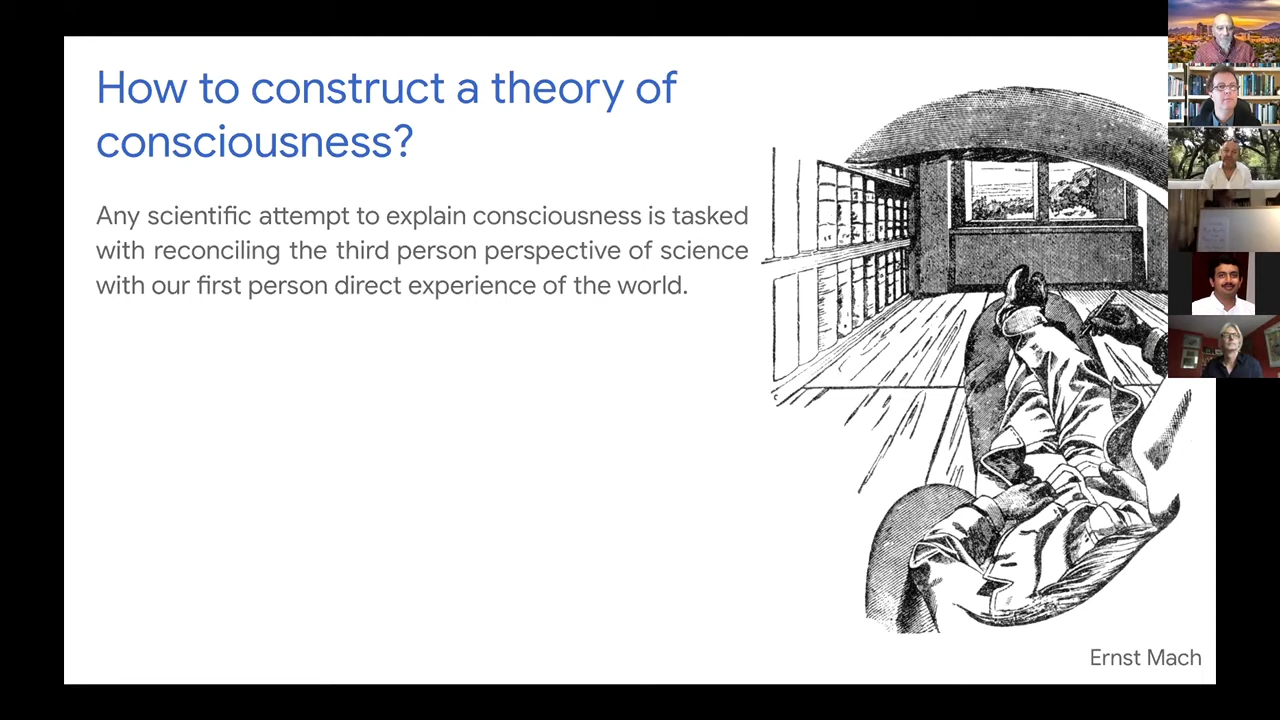 How to construct a theory of
consciousness?
Any scientific attempt to explain consciousness is tasked
with reconciling the third person perspective of science
with our first person direct experience of the world.
Ernst Mach